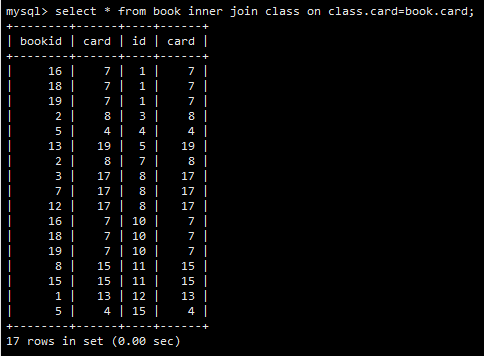 mysql> select * from book inner join class on class.card=book.card;
+--------+------+----+------+
| bookid | card | id | card |
+--------+------+----+------+
|     16 |    7 |  1 |    7 |
|     18 |    7 |  1 |    7 |
|     19 |    7 |  1 |    7 |
|      2 |    8 |  3 |    8 |
|      5 |    4 |  4 |    4 |
|     13 |   19 |  5 |   19 |
|      2 |    8 |  7 |    8 |
|      3 |   17 |  8 |   17 |
|      7 |   17 |  8 |   17 |
|     12 |   17 |  8 |   17 |
|     16 |    7 | 10 |    7 |
|     18 |    7 | 10 |    7 |
|     19 |    7 | 10 |    7 |
|      8 |   15 | 11 |   15 |
|     15 |   15 | 11 |   15 |
|      1 |   13 | 12 |   13 |
|      5 |    4 | 15 |    4 |
+--------+------+----+------+
17 rows in set (0.00 sec)